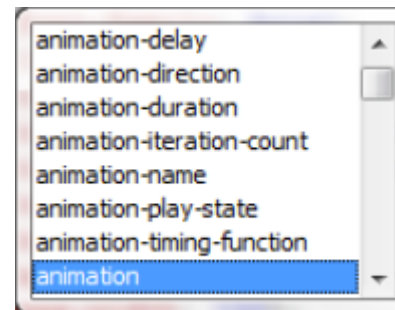 animation-delay
animation-direction
animation-duration
animation-iteration-count
animation-name
animation-play-state
animation-timing-function
animation